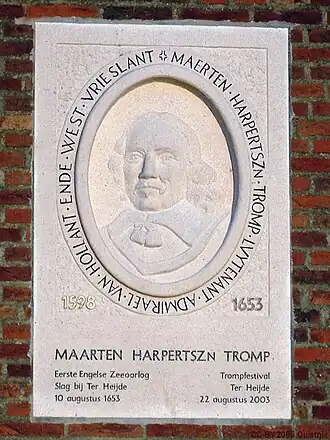 MAERTEN · HARPERTSZN · TROMP · LVYTENANT · ADMIRAEL · VAN · HOLLANT · ENDE · WEST · VRIESLANT
1598 1653
MAARTEN HARPERTSZN TROMP
Eerste Engelse Zeeoorlog Trompfestival
Slag bij Ter Heijde Ter Heijde
10 augustus 1653 22 augustus 2003